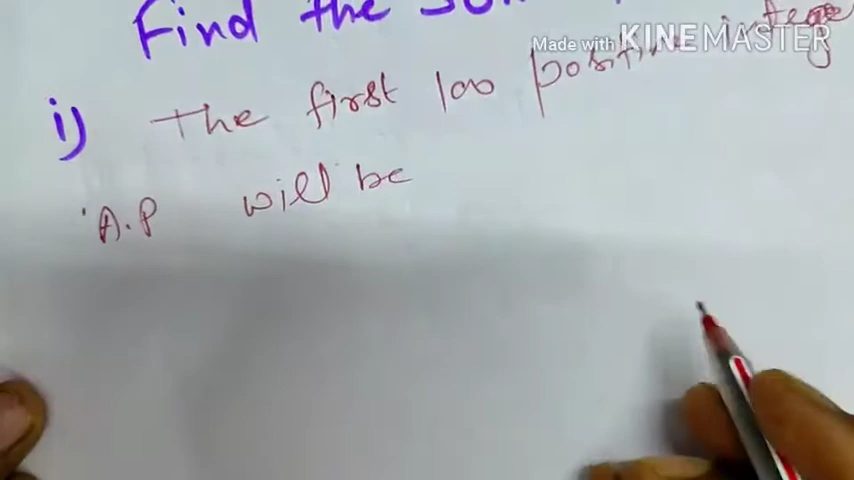 Find the
Made with KINEMASTER
i) The first 100 positive
A.P will be